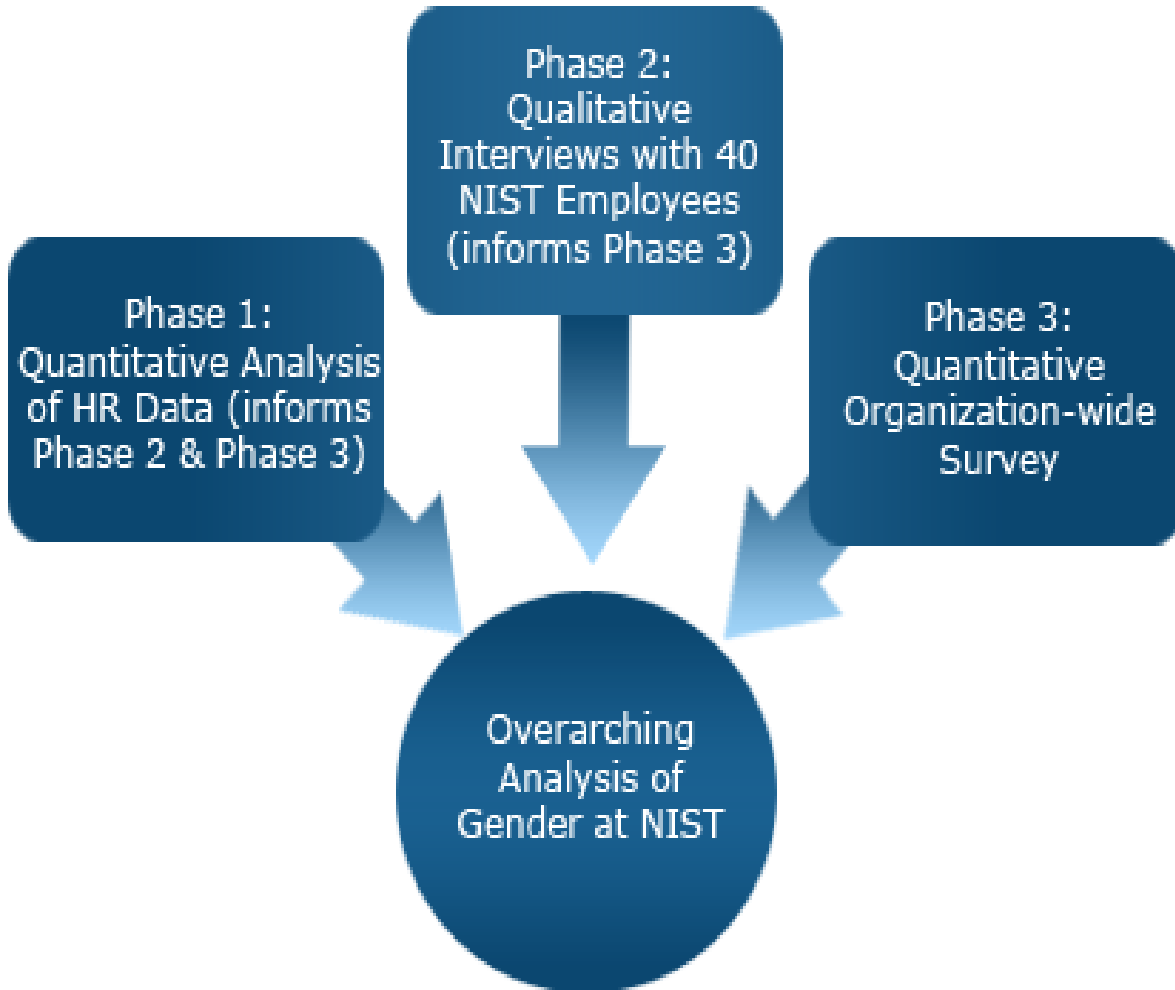 Phase 1:
Quantitative Analysis
of HR Data (informs
Phase 2 & Phase 3)
Phase 2:
Qualitative
Interviews with 40
NIST Employees
(informs Phase 3)
Phase 3:
Quantitative
Organization-wide
Survey
Overarching
Analysis of
Gender at NIST